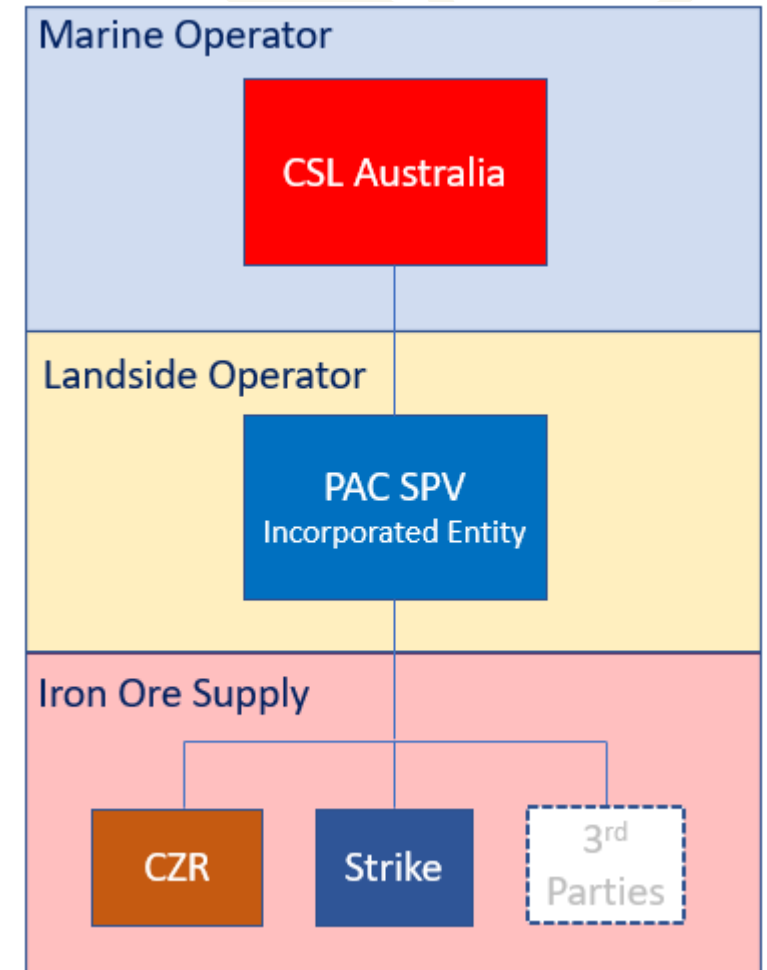 Marine Operator
CSL Australia
Landside Operator
PAC SPV
Incorporated Entity
Iron Ore Supply
CZR
Strike
3rd
Parties